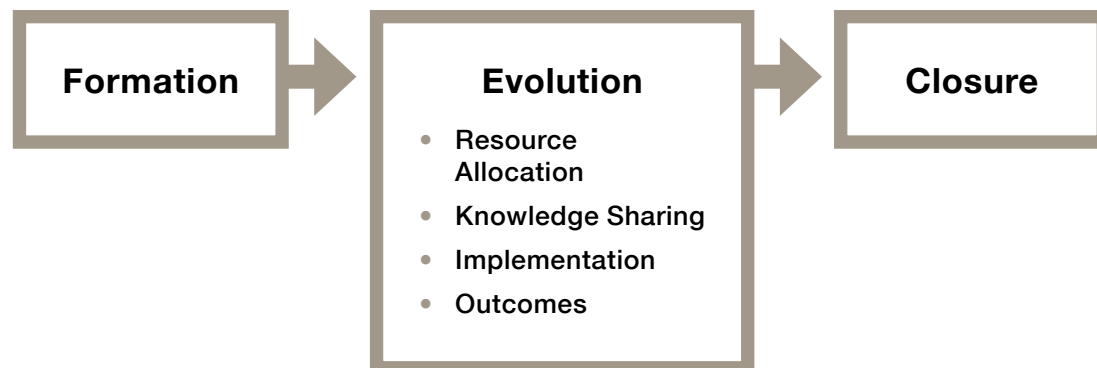 Formation
Evolution
• Resource
Allocation
• Knowledge Sharing
• Implementation
• Outcomes
Closure